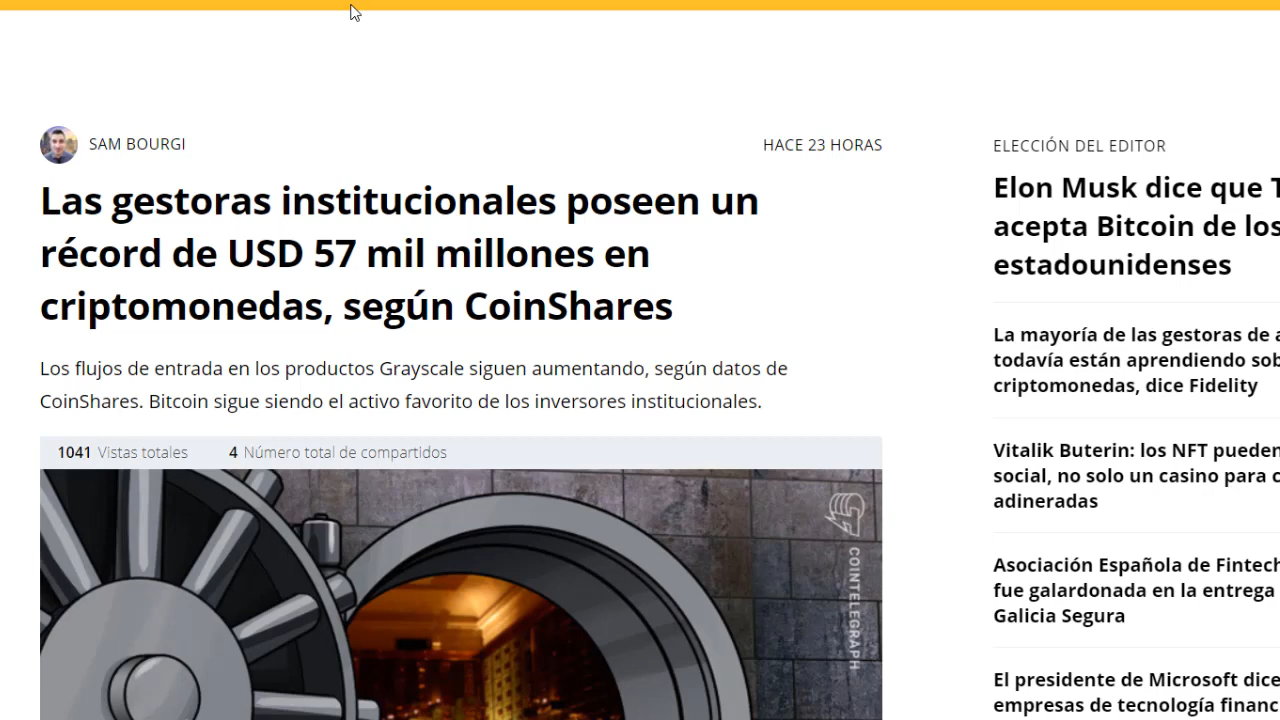 SAM BOURGI
HACE 23 HORAS
Las gestoras institucionales poseen un
récord de USD 57 mil millones en
criptomonedas, según CoinShares
Los flujos de entrada en los productos Grayscale siguen aumentando, según datos de
CoinShares. Bitcoin sigue siendo el activo favorito de los inversores institucionales.
1041 Vistas totales
4 Número total de compartidos
COINTELEGRAPH
ELECCIÓN DEL EDITOR
Elon Musk dice que
acepta Bitcoin de los
estadounidenses
La mayoría de las gestoras de
todavía están aprendiendo
criptomonedas, dice Fidelity
Vitalik Buterin: los NFT pueden
social, no solo un casino para
adineradas
Asociación Española de Fintech
fue galardonada en la entrega
Galicia Segura
El presidente de Microsoft dice
empresas de tecnología